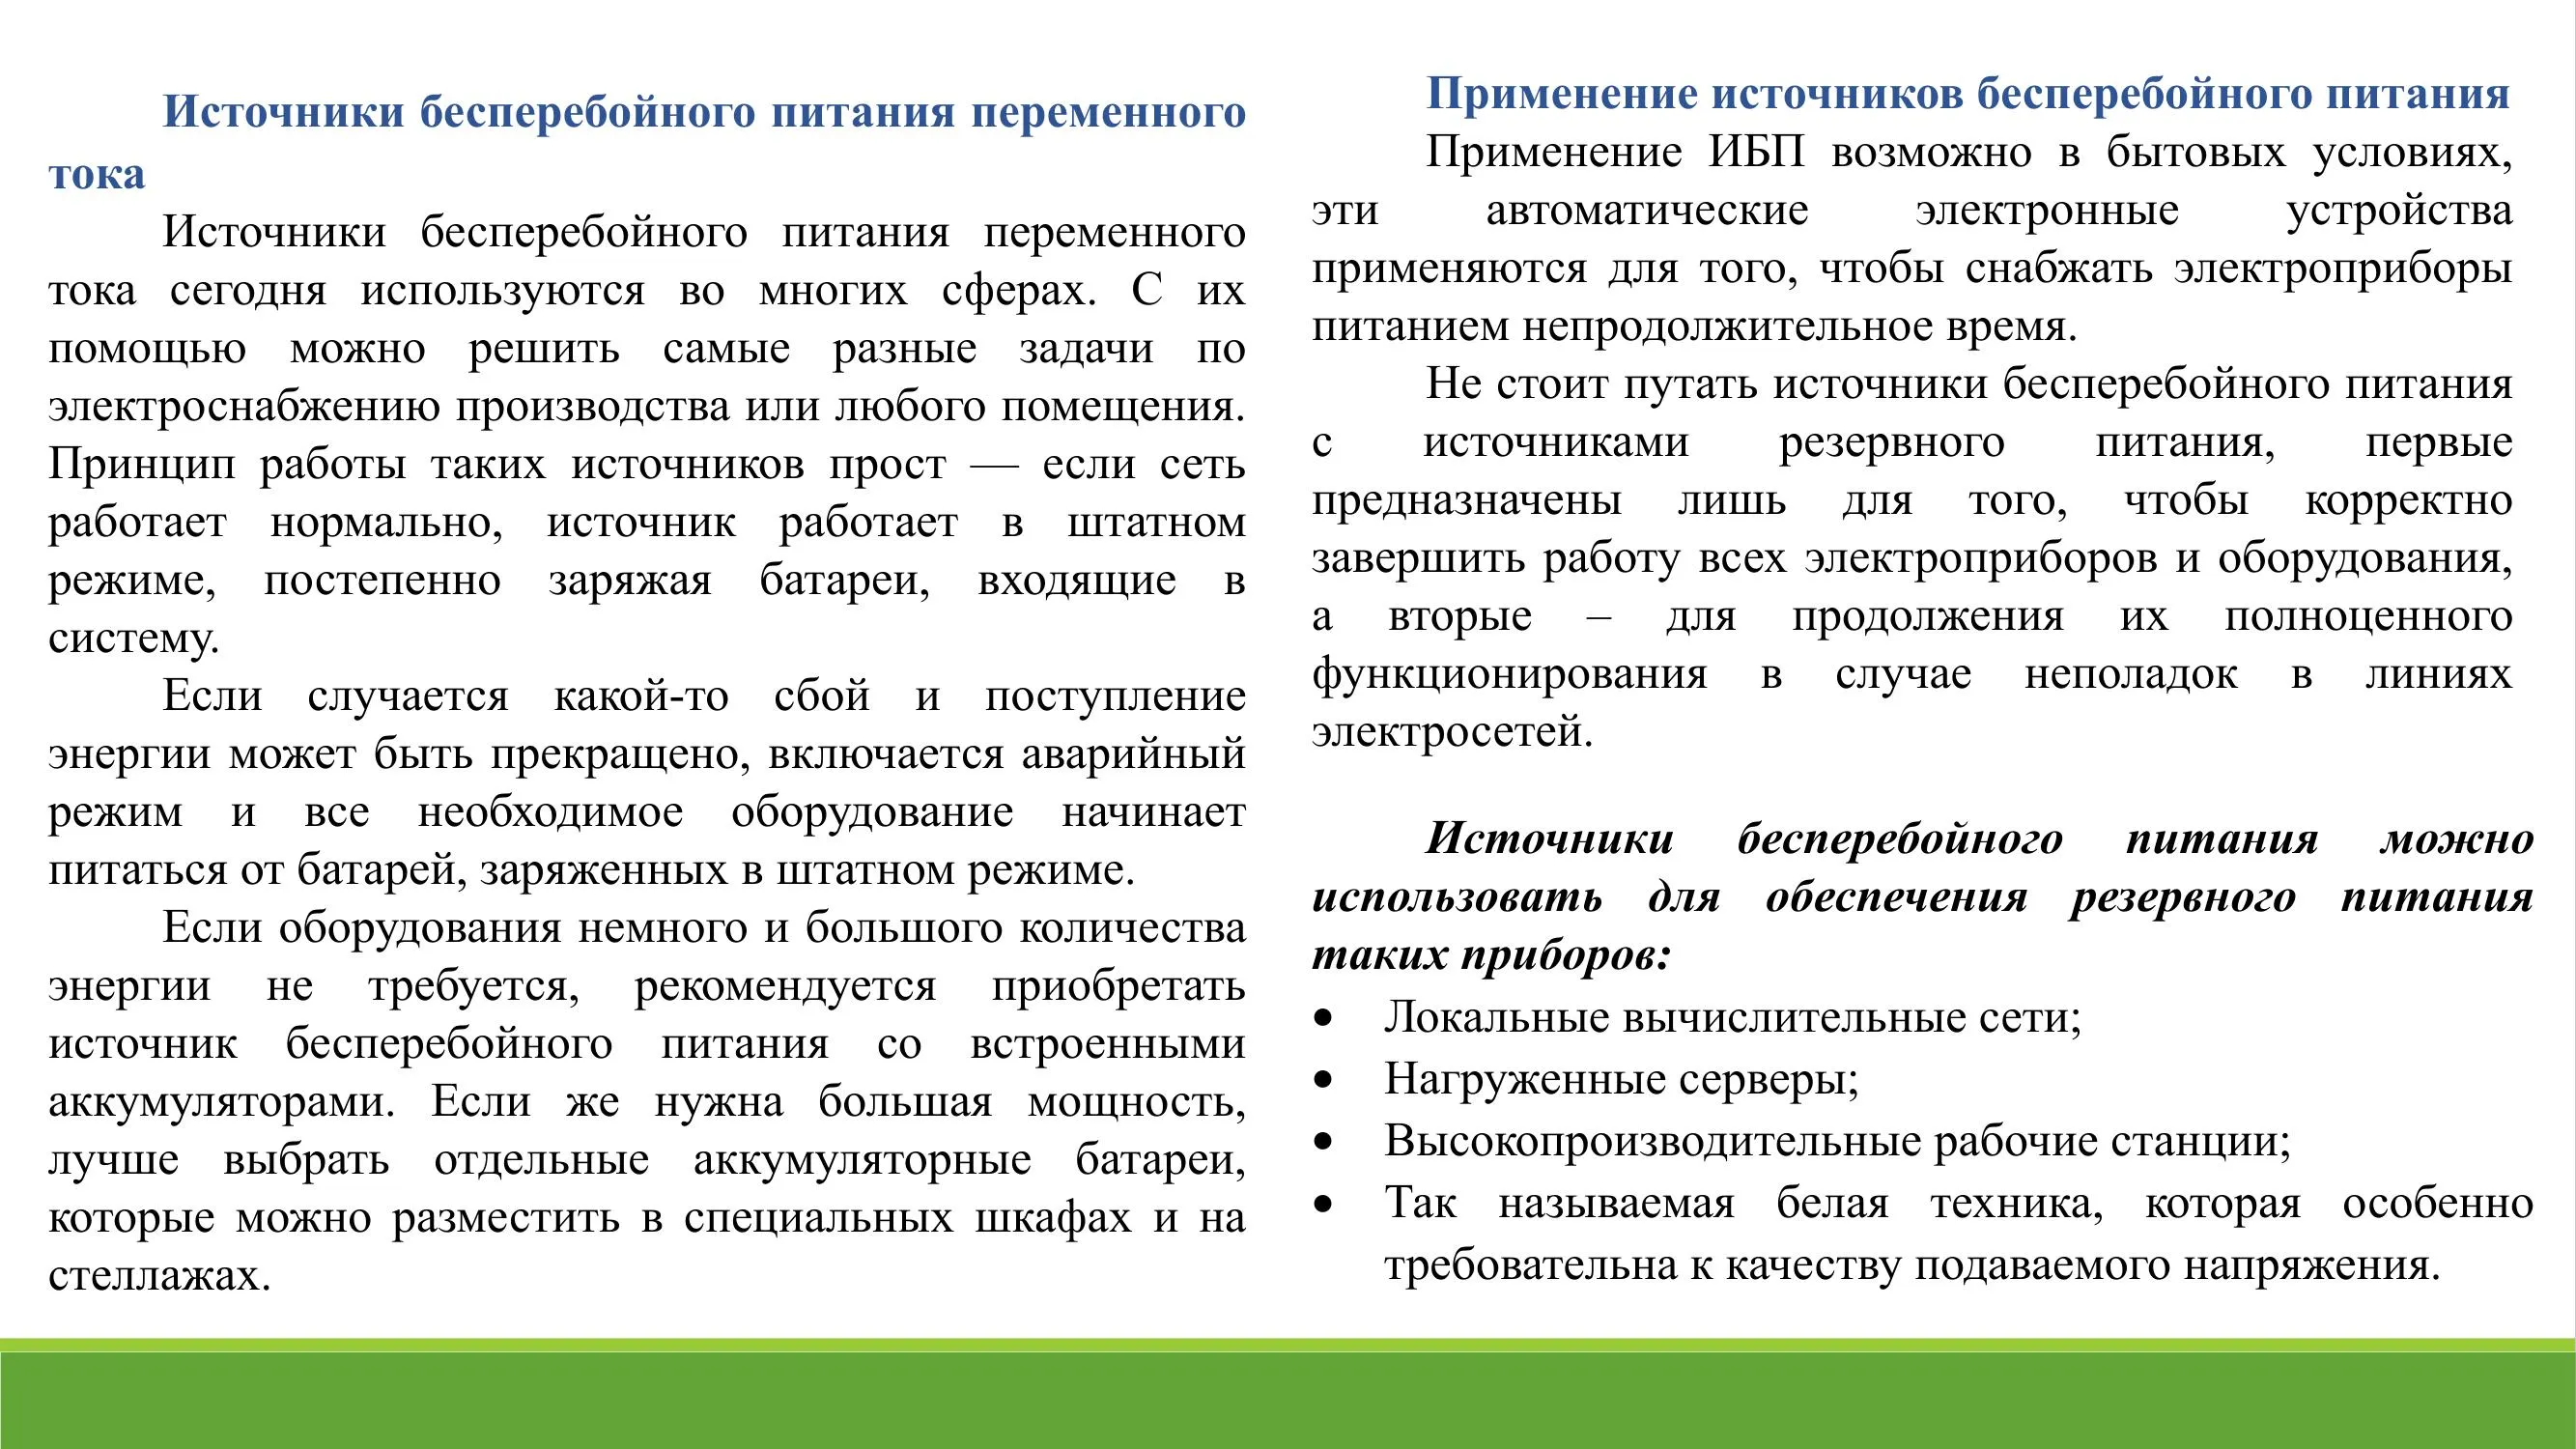 Источники бесперебойного питания переменного
тока
Источники бесперебойного питания переменного
тока сегодня используются во многих сферах. С их
помощью можно решить самые разные задачи по
электроснабжению производства или любого помещения.
Принцип работы таких источников прост — если сеть
работает нормально, источник работает в штатном
режиме, постепенно заряжая батареи, входящие в
систему.
Если случается какой-то сбой и поступление
энергии может быть прекращено, включается аварийный
режим и все необходимое оборудование начинает
питаться от батарей, заряженных в штатном режиме.
Если оборудования немного и большого количества
энергии не требуется, рекомендуется приобретать
источник бесперебойного питания со встроенными
аккумуляторами. Если же нужна большая мощность,
лучше выбрать отдельные аккумуляторные батареи,
которые можно разместить в специальных шкафах и на
стеллажах.
Применение источников бесперебойного питания
Применение ИБП возможно в бытовых условиях,
эти автоматические электронные устройства
применяются для того, чтобы снабжать электроприборы
питанием непродолжительное время.
Не стоит путать источники бесперебойного питания
с источниками резервного питания, первые
предназначены лишь для того, чтобы корректно
завершить работу всех электроприборов и оборудования,
а вторые – для продолжения их полноценного
функционирования в случае неполадок в линиях
электросетей.
Источники бесперебойного питания можно
использовать для обеспечения резервного питания
таких приборов:
• Локальные вычислительные сети;
• Нагруженные серверы;
• Высокопроизводительные рабочие станции;
• Так называемая белая техника, которая особенно
требовательна к качеству подаваемого напряжения.